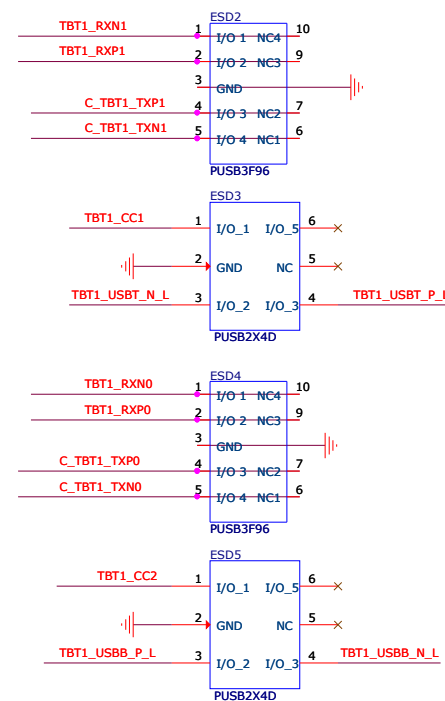 ESD2
TBT1_RXN1 1 I/O 1 NC4 10
TBT1_RXP1 2 I/O 2 NC3 9
3 GND
C_TBT1_TXP1 4 I/O 3 NC2 7
C_TBT1_TXN1 5 I/O 4 NC1 6
PUSB3F96
ESD3
TBT1_CC1 1 I/O_1 I/O_5 6
2 GND NC 5
TBT1_USBT_N_L 3 I/O_2 I/O_3 4 TBT1_USBT_P_
PUSB2X4D
ESD4
TBT1_RXN0 1 I/O 1 NC4 10
TBT1_RXP0 2 I/O 2 NC3 9
3 GND
C_TBT1_TXP0 4 I/O 3 NC2 7
C_TBT1_TXN0 5 I/O 4 NC1 6
PUSB3F96
ESD5
TBT1_CC2 1 I/O_1 I/O_5 6
2 GND NC 5
TBT1_USBB_P_L 3 I/O_2 I/O_3 4 TBT1_USBB_N_L
PUSB2X4D